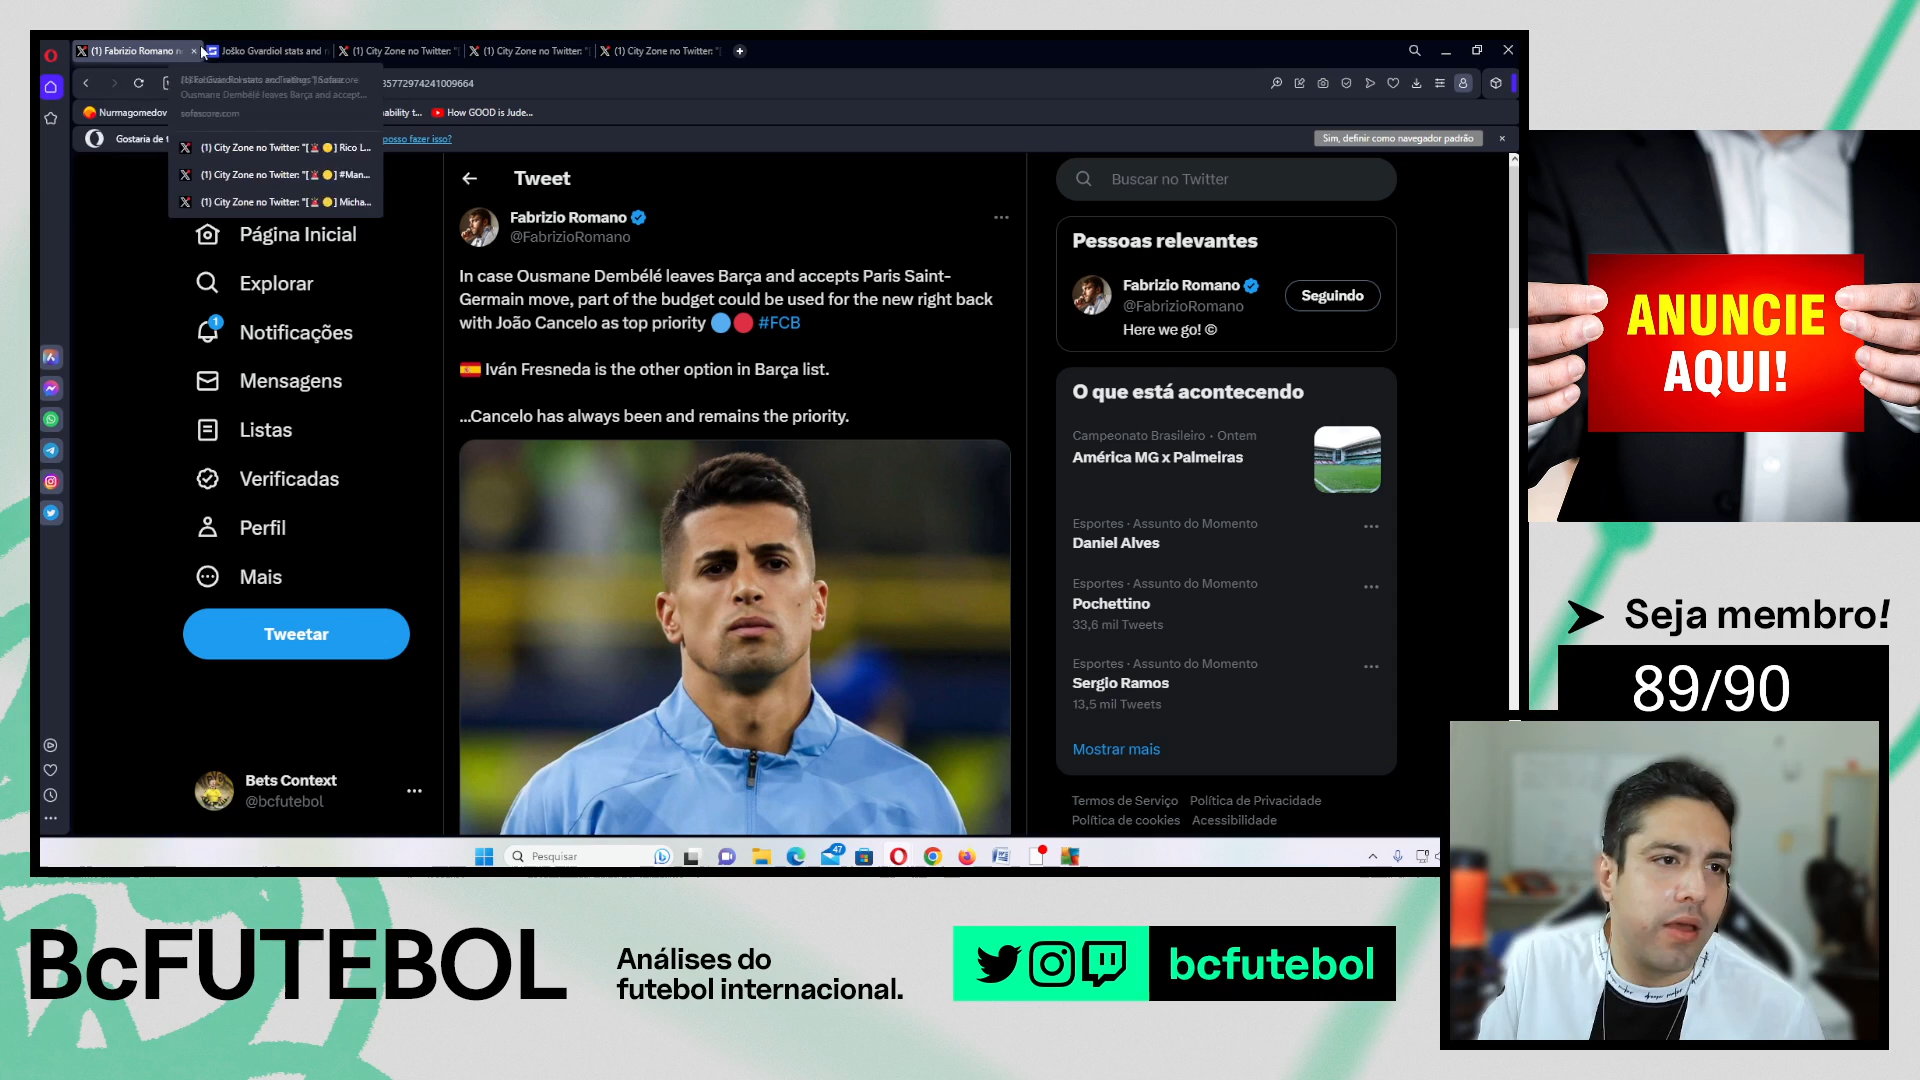 (1) Fabrizio Romano n
Joško Gvardiol stats and r
(1) City Zone no Twitter: "[
(1) City Zone no Twitter: "[
(1) City Zone no Twitter: "[
35772974241009664
Ousmane Dembélé leaves Barça and accept...
sofascore.com
Nurmagomedov
ability t...
How GOOD is Jude...
Gostaria de t
posso fazer isso?
Sim, definir como navegador padrão
(1) City Zone no Twitter: "[🚨🟡] Rico L...
(1) City Zone no Twitter: "[🚨🟡] #Man...
(1) City Zone no Twitter: "[🚨🟡] Micha...
Página Inicial
Explorar
1
Notificações
Mensagens
Listas
Verificadas
Perfil
Mais
Tweetar
Bets Context
@bcfutebol
Tweet
Fabrizio Romano
@FabrizioRomano
In case Ousmane Dembélé leaves Barça and accepts Paris Saint-
Germain move, part of the budget could be used for the new right back
with João Cancelo as top priority 🔵🔴 #FCB
🇪🇸 Iván Fresneda is the other option in Barça list.
...Cancelo has always been and remains the priority.
Buscar no Twitter
Pessoas relevantes
Fabrizio Romano
@FabrizioRomano
Seguindo
Here we go! ©
O que está acontecendo
Campeonato Brasileiro · Ontem
América MG x Palmeiras
Esportes · Assunto do Momento
Daniel Alves
Esportes · Assunto do Momento
Pochettino
33,6 mil Tweets
Esportes · Assunto do Momento
Sergio Ramos
13,5 mil Tweets
Mostrar mais
Termos de Serviço Política de Privacidade
Política de cookies Acessibilidade
Pesquisar
47
ANUNCIE
AQUI!
Seja membro!
89/90
BcFUTEBOL
Análises do
futebol internacional.
bcfutebol